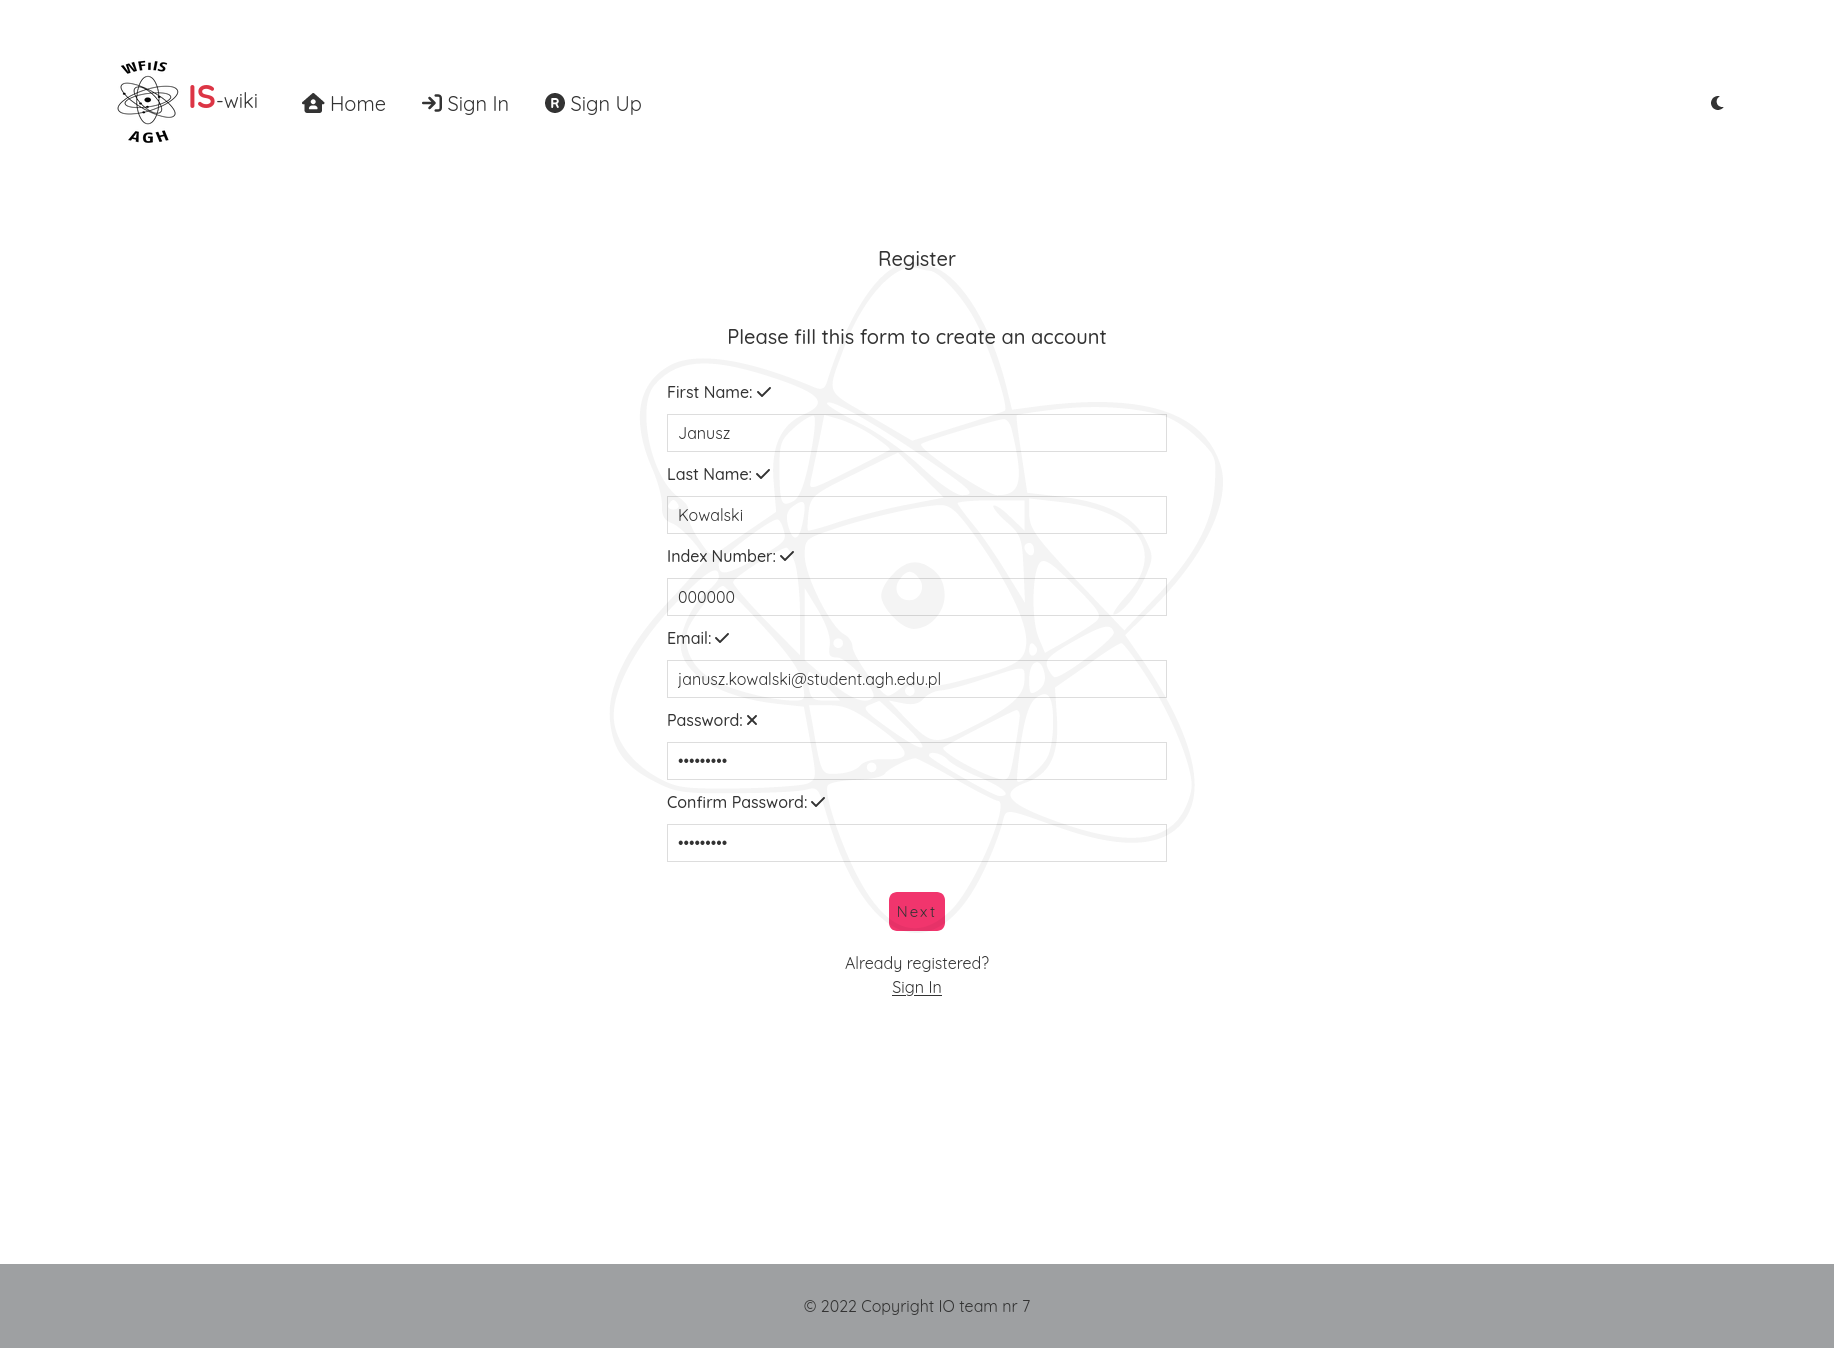 WFiIS
AGH
IS-wiki
Home
Sign In
R
Sign Up
Register
Please fill this form to create an account
First Name:
Janusz
Last Name:
Kowalski
Index Number:
000000
Email:
janusz.kowalski@student.agh.edu.pl
Password:
•••••••••
Confirm Password:
•••••••••
Next
Already registered?
Sign In
© 2022 Copyright IO team nr 7